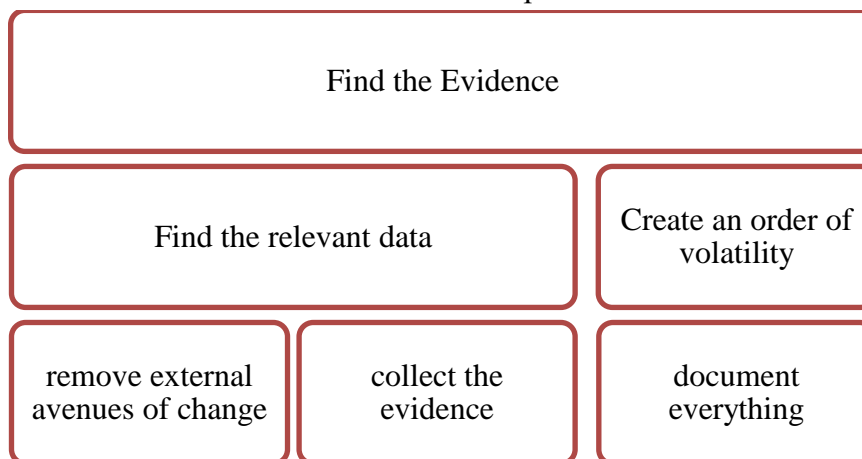 Find the Evidence
Find the relevant data
Create an order of
volatility
remove external
avenues of change
collect the
evidence
document
everything